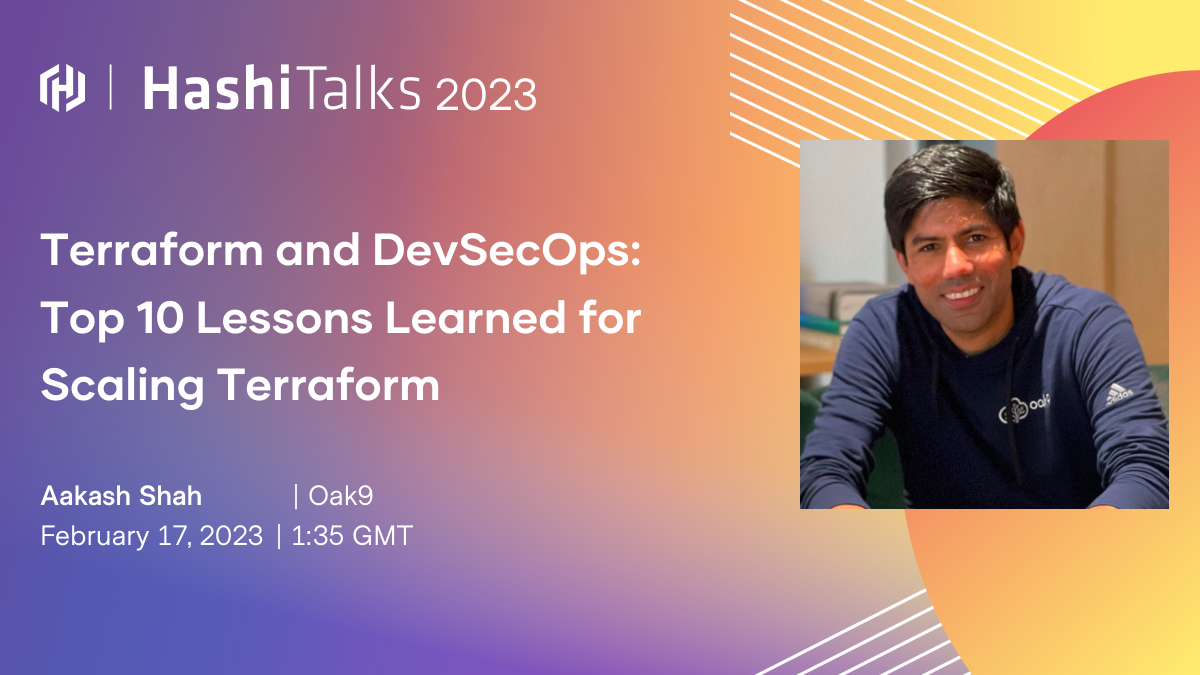 HashiTalks 2023
Terraform and DevSecOps:
Top 10 Lessons Learned for
Scaling Terraform
Aakash Shah | Oak9
February 17, 2023 | 1:35 GMT
adidas